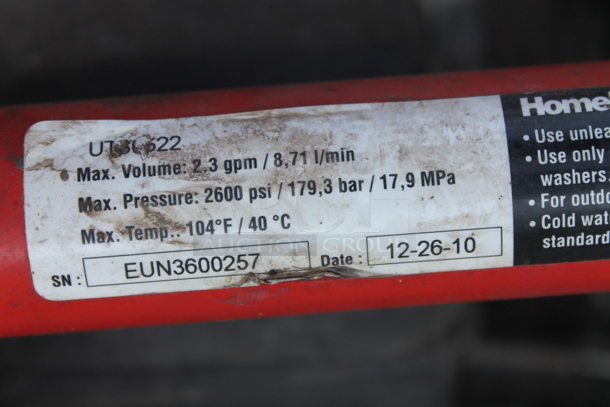 Max. Volume: 2.3 gpm / 8,71 l/min
Max. Pressure: 2600 psi / 179,3 bar / 17,9 MPa
Max. Temp.: 104°F / 40 °C
SN : EUN3600257 Date : 12-26-10
Home
• Use unlea
• Use only
washers.
• For outdo
• Cold wat
standard
AUCTION GROUP